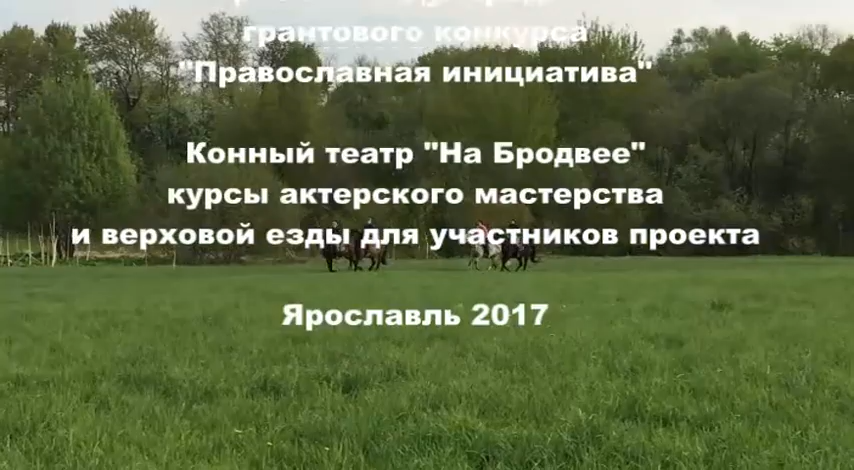 грантового конкурса
"Православная инициатива"
Конный театр "На Бродвее"
курсы актерского мастерства
и верховой езды для участников проекта
Ярославль 2017